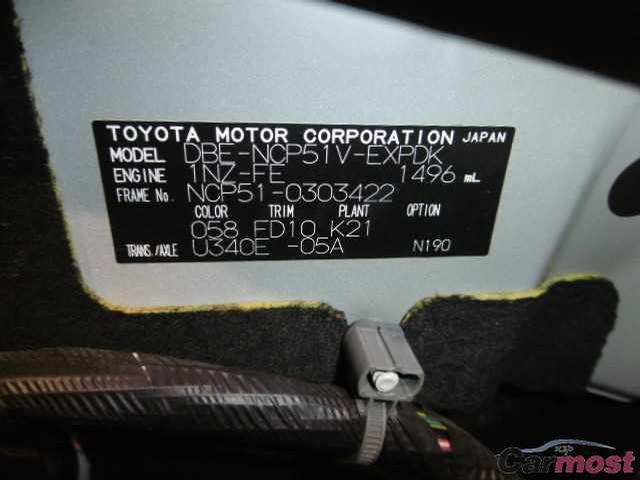 TOYOTA MOTOR CORPORATION JAPAN
MODEL DBE-NCP51V-EXPDK
ENGINE 1NZ-FE 1496 mL
FRAME No. NCP51-0303422
COLOR TRIM PLANT OPTION
058 FD10 K21
TRANS./AXLE U340E -05A N190
Carmost